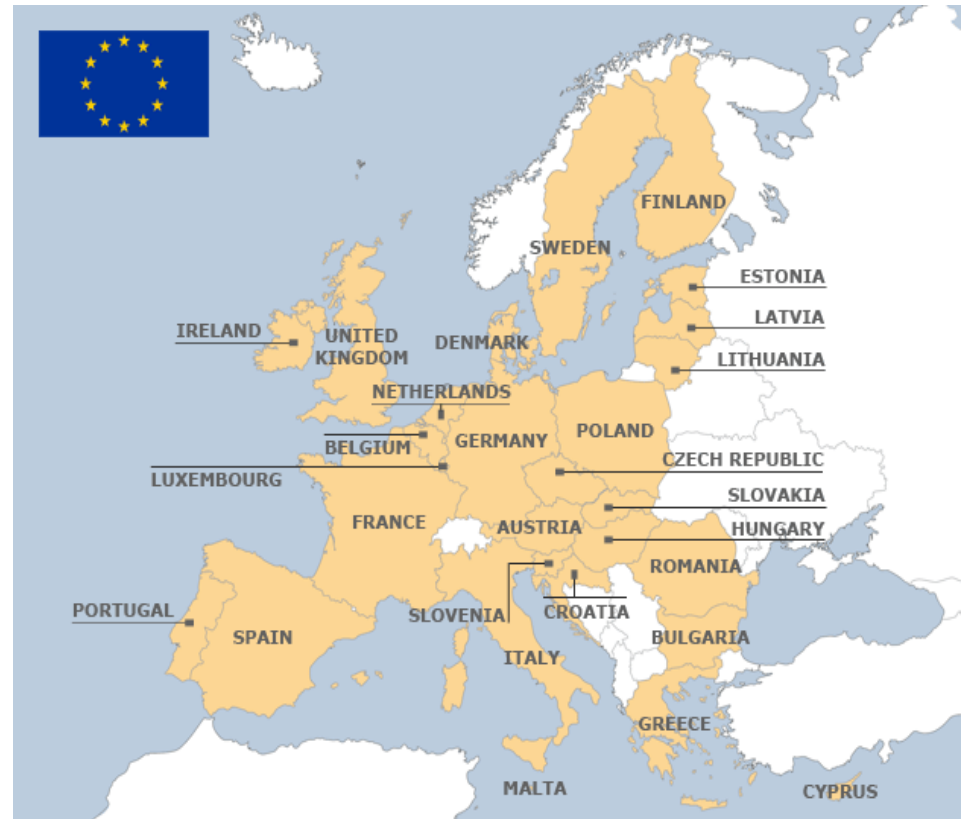 FINLAND
SWEDEN
ESTONIA
IRELAND
LATVIA
UNITED
KINGDOM
DENMARK
LITHUANIA
NETHERLANDS
POLAND
GERMANY
BELGIUM
CZECH REPUBLIC
LUXEMBOURG
SLOVAKIA
FRANCE
AUSTRIA
HUNGARY
ROMANIA
PORTUGAL
SLOVENIA
CROATIA
SPAIN
BULGARIA
ITALY
GREECE
MALTA
CYPRUS